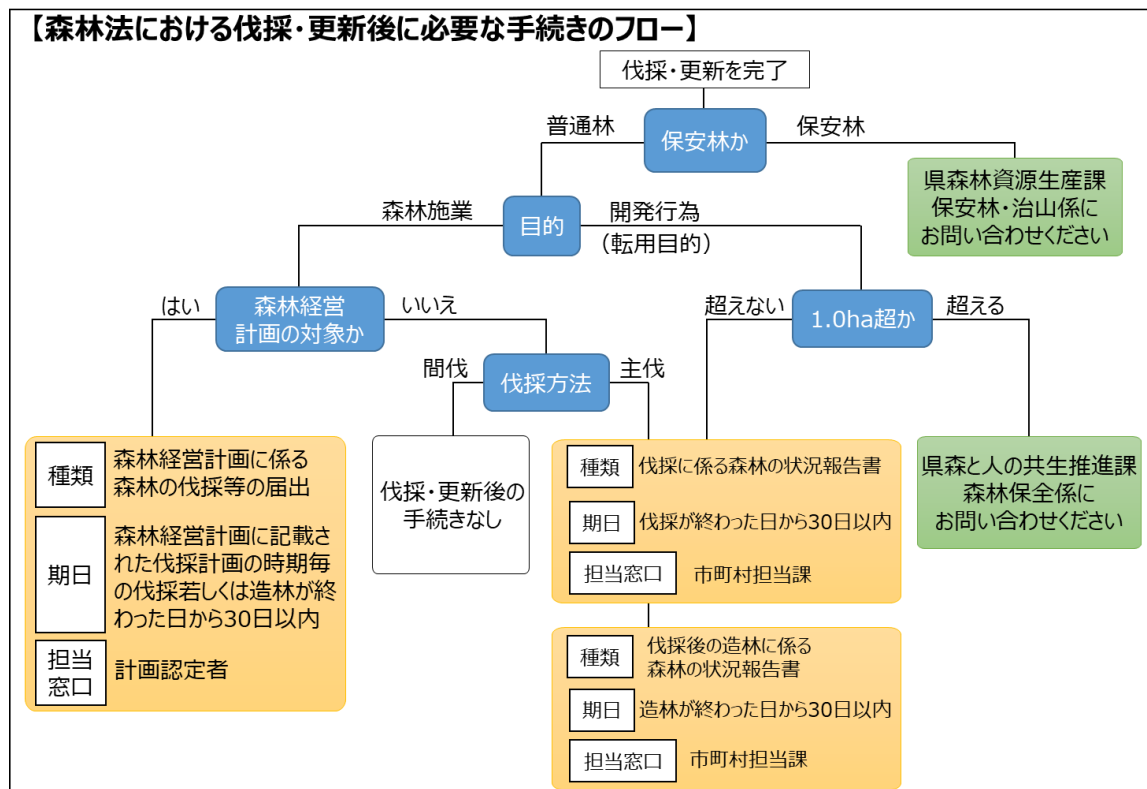 【森林法における伐採・更新後に必要な手続きのフロー】
伐採・更新を完了
普通林
保安林か
保安林
県森林資源生産課
保安林・治山係に
お問い合わせください
森林施業
目的
開発行為
(転用目的)
はい
森林経営
計画の対象か
いいえ
超えない
1.0ha超か
超える
間伐
伐採方法
主伐
種類
森林経営計画に係る
森林の伐採等の届出
期日
森林経営計画に記載さ
れた伐採計画の時期毎
の伐採若しくは造林が終
わった日から30日以内
担当
窓口
計画認定者
伐採・更新後の
手続きなし
種類
伐採に係る森林の状況報告書
期日
伐採が終わった日から30日以内
担当窓口
市町村担当課
県森と人の共生推進課
森林保全係に
お問い合わせください
種類
伐採後の造林に係る
森林の状況報告書
期日
造林が終わった日から30日以内
担当窓口
市町村担当課